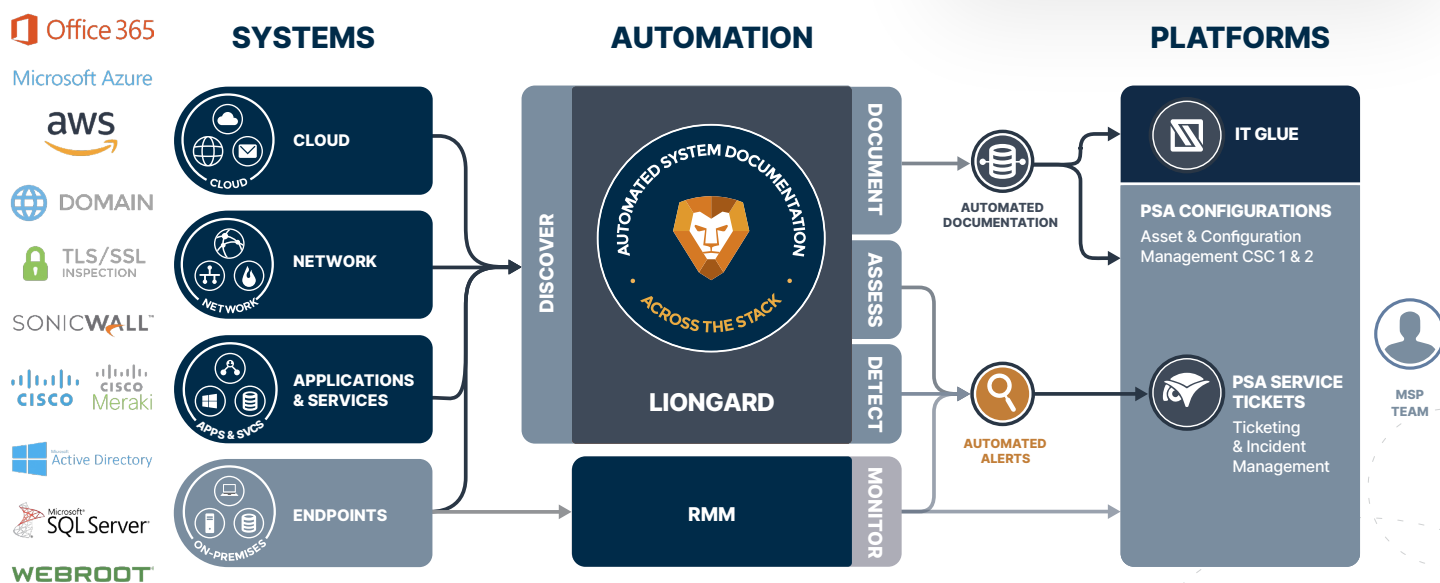 SYSTEMS
AUTOMATION
PLATFORMS
Office 365
Microsoft Azure
aws
DOMAIN
TLS/SSL
INSPECTION
SONICWALL™
CISCO
CISCO
Meraki
Active Directory
Microsoft®
SQL Server®
WEBROOT®
CLOUD
CLOUD
NETWORK
NETWORK
APPS & SVCS
APPLICATIONS
& SERVICES
ON-PREMISES
ENDPOINTS
DISCOVER
AUTOMATED SYSTEM DOCUMENTATION
• ACROSS THE STACK •
LIONGARD
DOCUMENT
ASSESS
DETECT
RMM
MONITOR
AUTOMATED
DOCUMENTATION
AUTOMATED
ALERTS
IT GLUE
PSA CONFIGURATIONS
Asset & Configuration
Management CSC 1 & 2
PSA SERVICE
TICKETS
Ticketing
& Incident
Management
MSP
TEAM